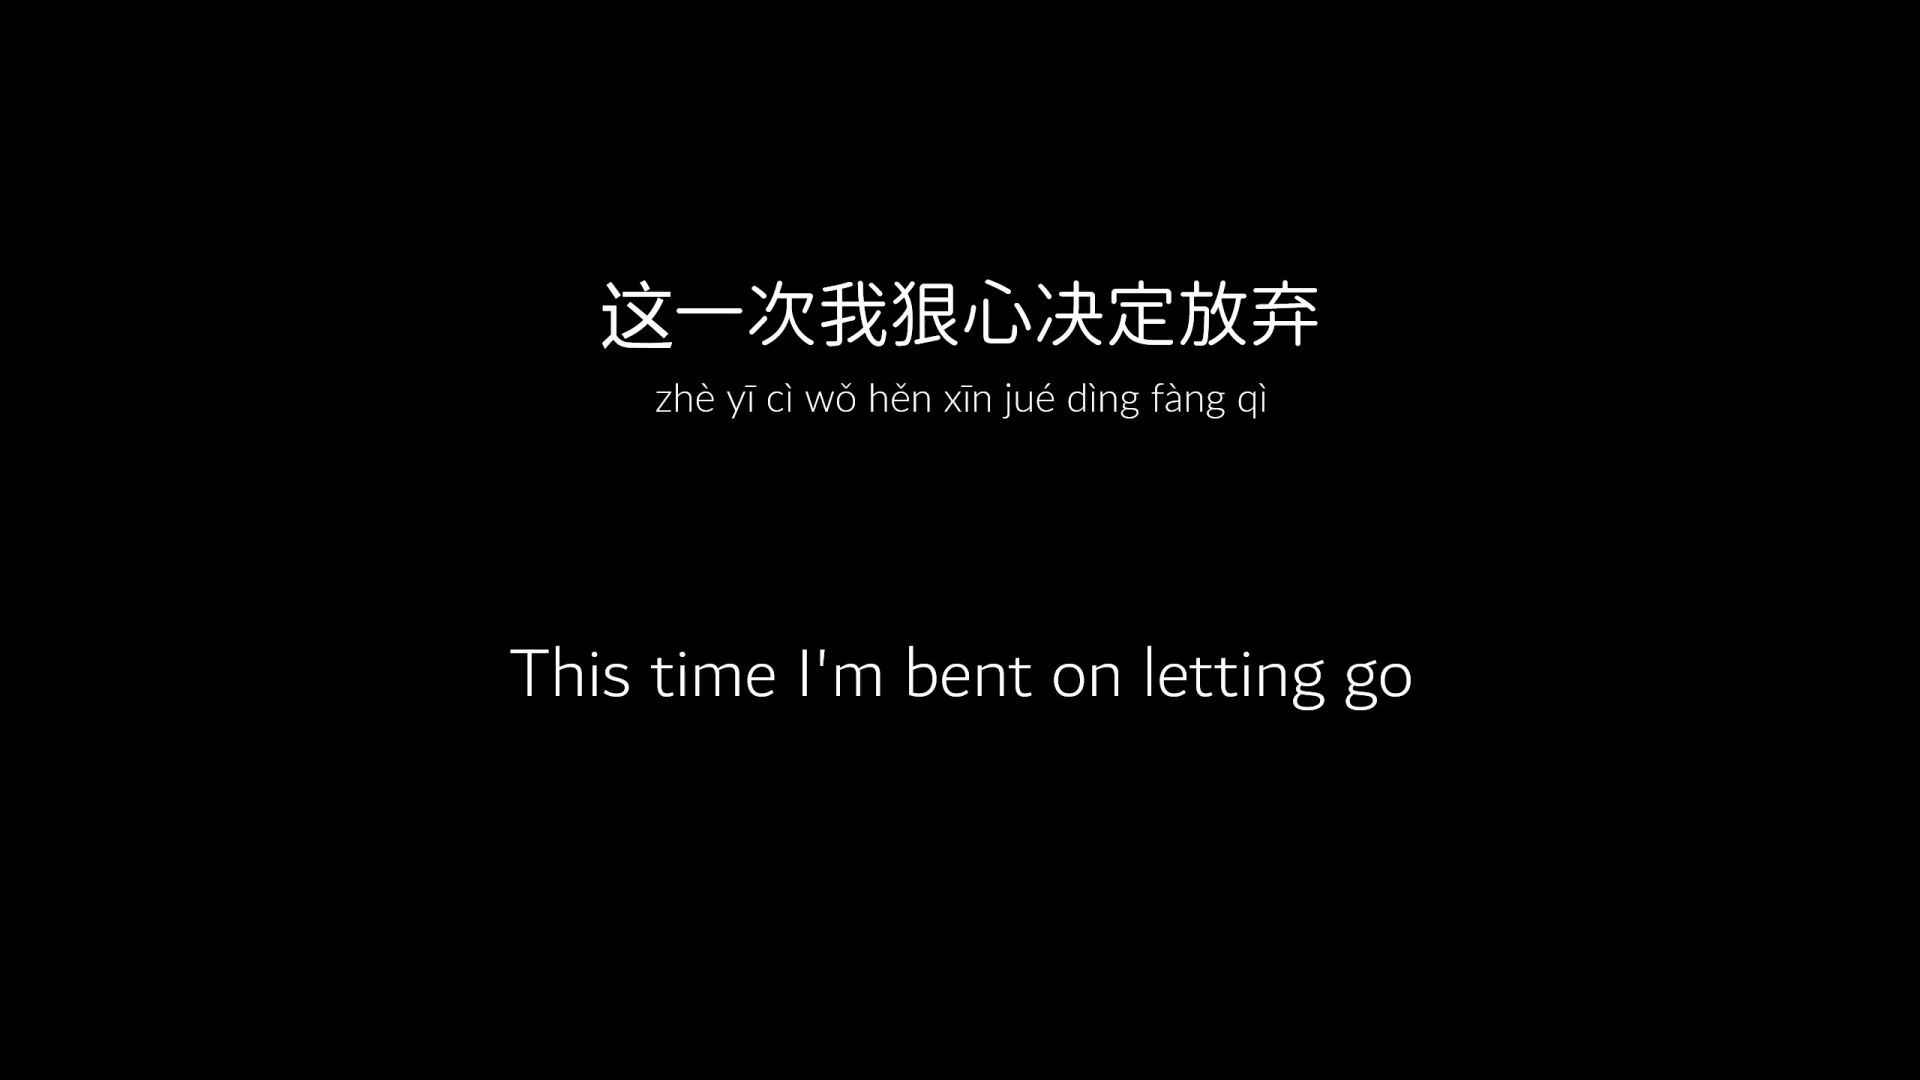 这一次我狠心决定放弃
zhè yī cì wǒ hěn xīn jué dìng fàng qì
This time I'm bent on letting go